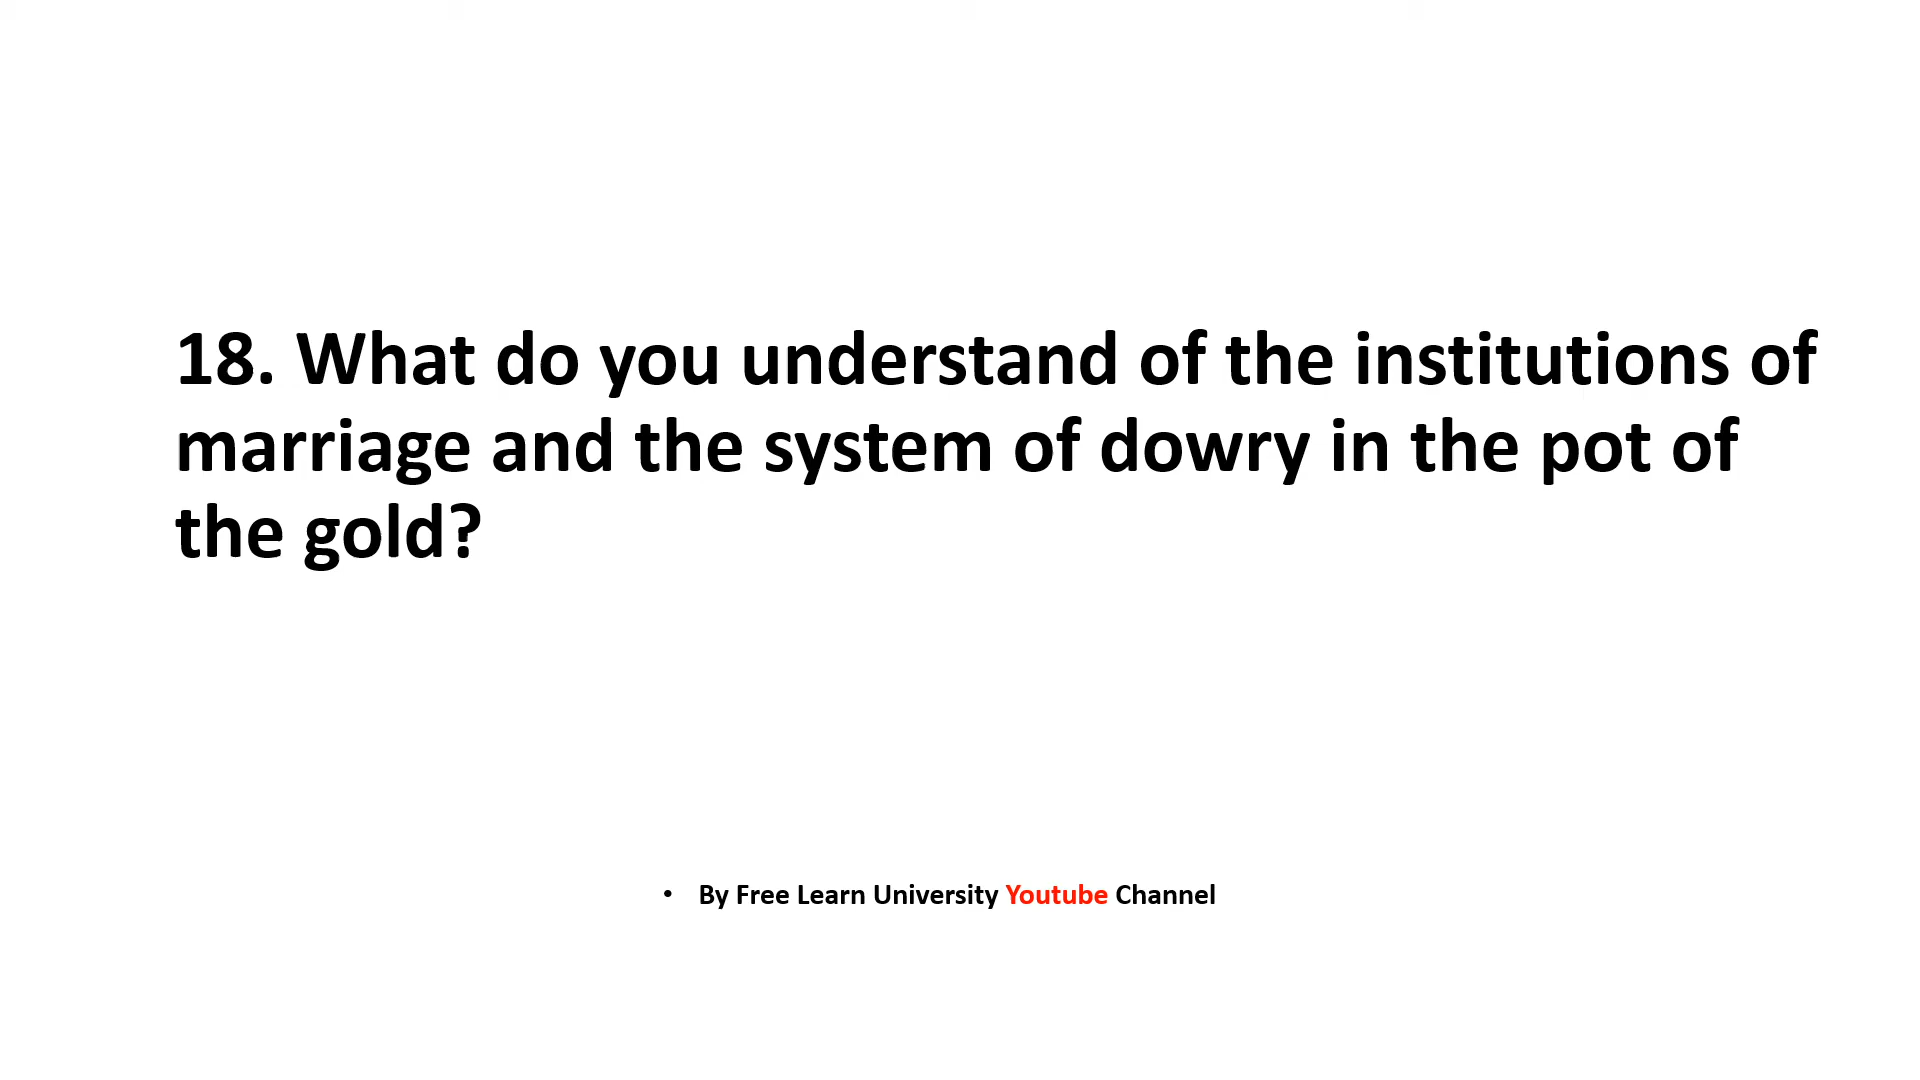 18. What do you understand of the institutions of
marriage and the system of dowry in the pot of
the gold?
• By Free Learn University Youtube Channel